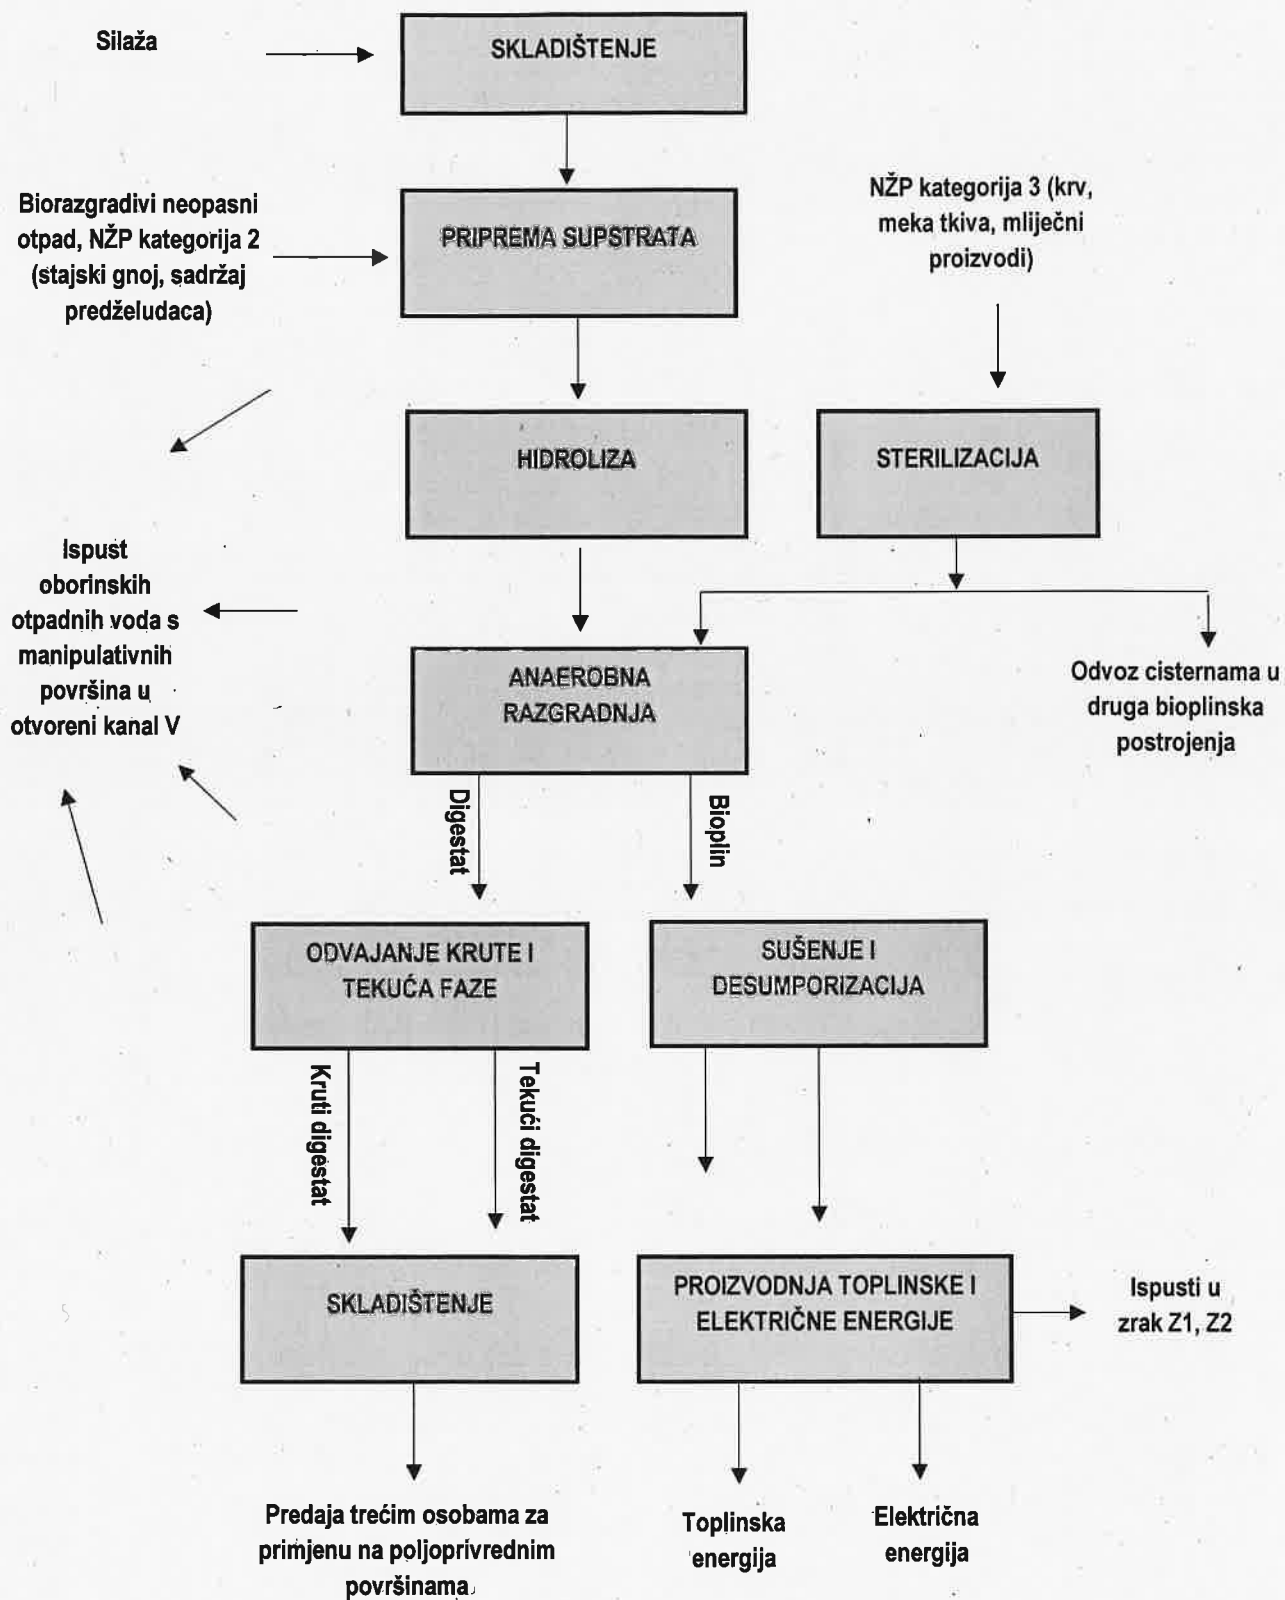 Silaža
SKLADIŠTENJE
Biorazgradivi neopasni
otpad, NŽP kategorija 2
(stajski gnoj, sadržaj
predželudaca)
PRIPREMA SUPSTRATA
NŽP kategorija 3 (krv,
meka tkiva, mliječni
proizvodi)
HIDROLIZA
STERILIZACIJA
Ispust
oborinskih
otpadnih voda s
manipulativnih
površina u
otvoreni kanal V
ANAEROBNA
RAZGRADNJA
Odvoz cisternama u
druga bioplinska
postrojenja
Digestat
Bioplin
ODVAJANJE KRUTE I
TEKUĆA FAZE
SUŠENJE I
DESUMPORIZACIJA
Kruti digestat
Tekući digestat
SKLADIŠTENJE
PROIZVODNJA TOPLINSKE I
ELEKTRIČNE ENERGIJE
Ispusti u
zrak Z1, Z2
Predaja trećim osobama za
primjenu na poljoprivrednim
površinama
Toplinska
energija
Električna
energija